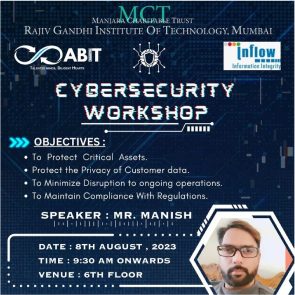 MCT
MANJARA CHARITABLE TRUST
RAJIV GANDHI INSTITUTE OF TECHNOLOGY, MUMBAI
ABIT
inflow
Information Integrity
CYBERSECURITY
WORKSHOP
OBJECTIVES :
• To Protect Critical Assets.
• Protect the Privacy of Customer data.
• To Minimize Disruption to ongoing operations.
• To Maintain Compliance With Regulations.
SPEAKER : MR. MANISH
DATE : 8TH AUGUST , 2023
TIME : 9:30 AM ONWARDS
VENUE : 6TH FLOOR